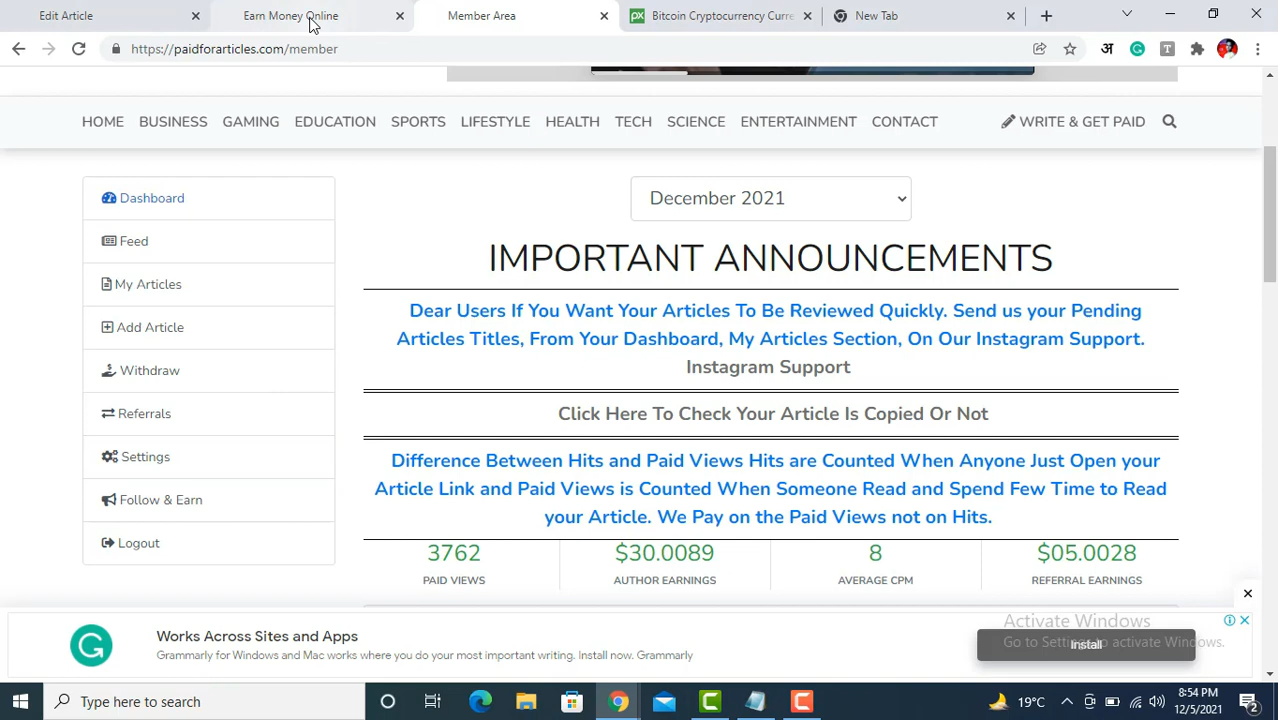 Edit Article
Earn Money Online
Member Area
Bitcoin Cryptocurrency Curre
New Tab
https://paidforarticles.com/member
HOME
BUSINESS
GAMING
EDUCATION
SPORTS
LIFESTYLE
HEALTH
TECH
SCIENCE
ENTERTAINMENT
CONTACT
WRITE & GET PAID
Dashboard
Feed
My Articles
Add Article
Withdraw
Referrals
Settings
Follow & Earn
Logout
December 2021
IMPORTANT ANNOUNCEMENTS
Dear Users If You Want Your Articles To Be Reviewed Quickly. Send us your Pending
Articles Titles, From Your Dashboard, My Articles Section, On Our Instagram Support.
Instagram Support
Click Here To Check Your Article Is Copied Or Not
Difference Between Hits and Paid Views Hits are Counted When Anyone Just Open your
Article Link and Paid Views is Counted When Someone Read and Spend Few Time to Read
your Article. We Pay on the Paid Views not on Hits.
3762
PAID VIEWS
$30.0089
AUTHOR EARNINGS
8
AVERAGE CPM
$05.0028
REFERRAL EARNINGS
Works Across Sites and Apps
Grammarly for Windows and Mac works where you do your most important writing. Install now. Grammarly
Install
Activate Windows
Go to Settings to activate Windows.
Type here to search
19°C
8:54 PM
12/5/2021
2
अ
T
px